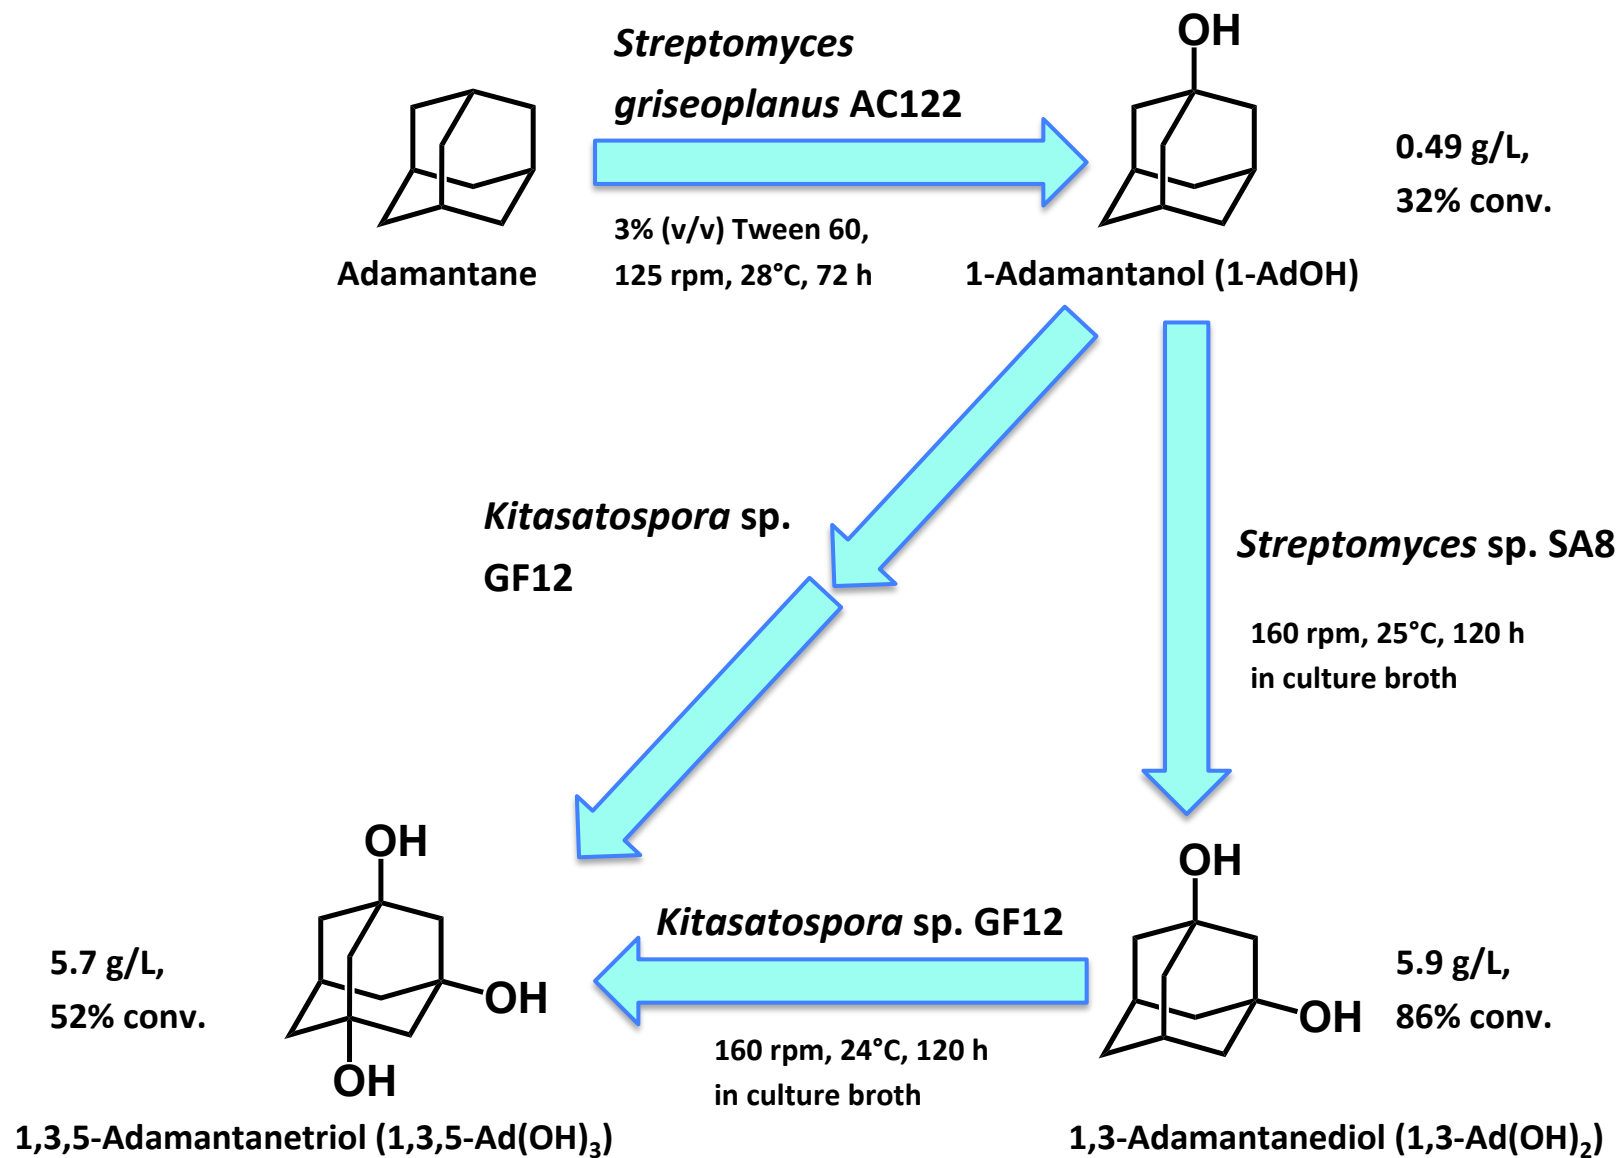 Streptomyces
griseoplanus AC122
OH
0.49 g/L,
32% conv.
3% (v/v) Tween 60,
125 rpm, 28°C, 72 h
Adamantane
1-Adamantanol (1-AdOH)
Kitasatospora sp.
GF12
Streptomyces sp. SA8
160 rpm, 25°C, 120 h
in culture broth
OH
OH
OH
5.7 g/L,
52% conv.
Kitasatospora sp. GF12
160 rpm, 24°C, 120 h
in culture broth
OH
OH
5.9 g/L,
86% conv.
1,3,5-Adamantanetriol (1,3,5-Ad(OH)₃)
1,3-Adamantanediol (1,3-Ad(OH)₂)